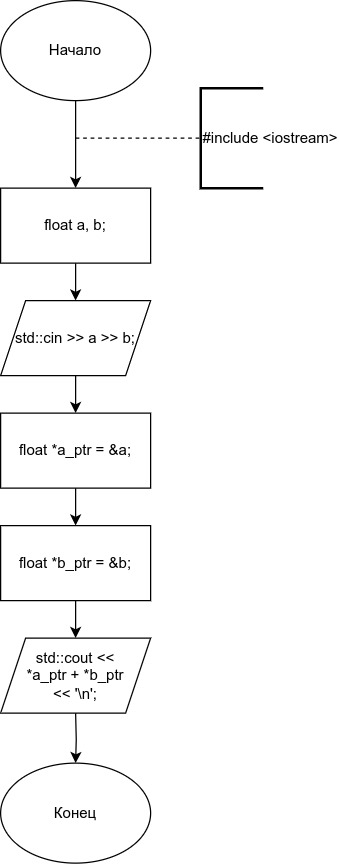 Начало
#include <iostream>
float a, b;
std::cin >> a >> b;
float *a_ptr = &a;
float *b_ptr = &b;
std::cout <<
*a_ptr + *b_ptr
<< '\n';
Конец